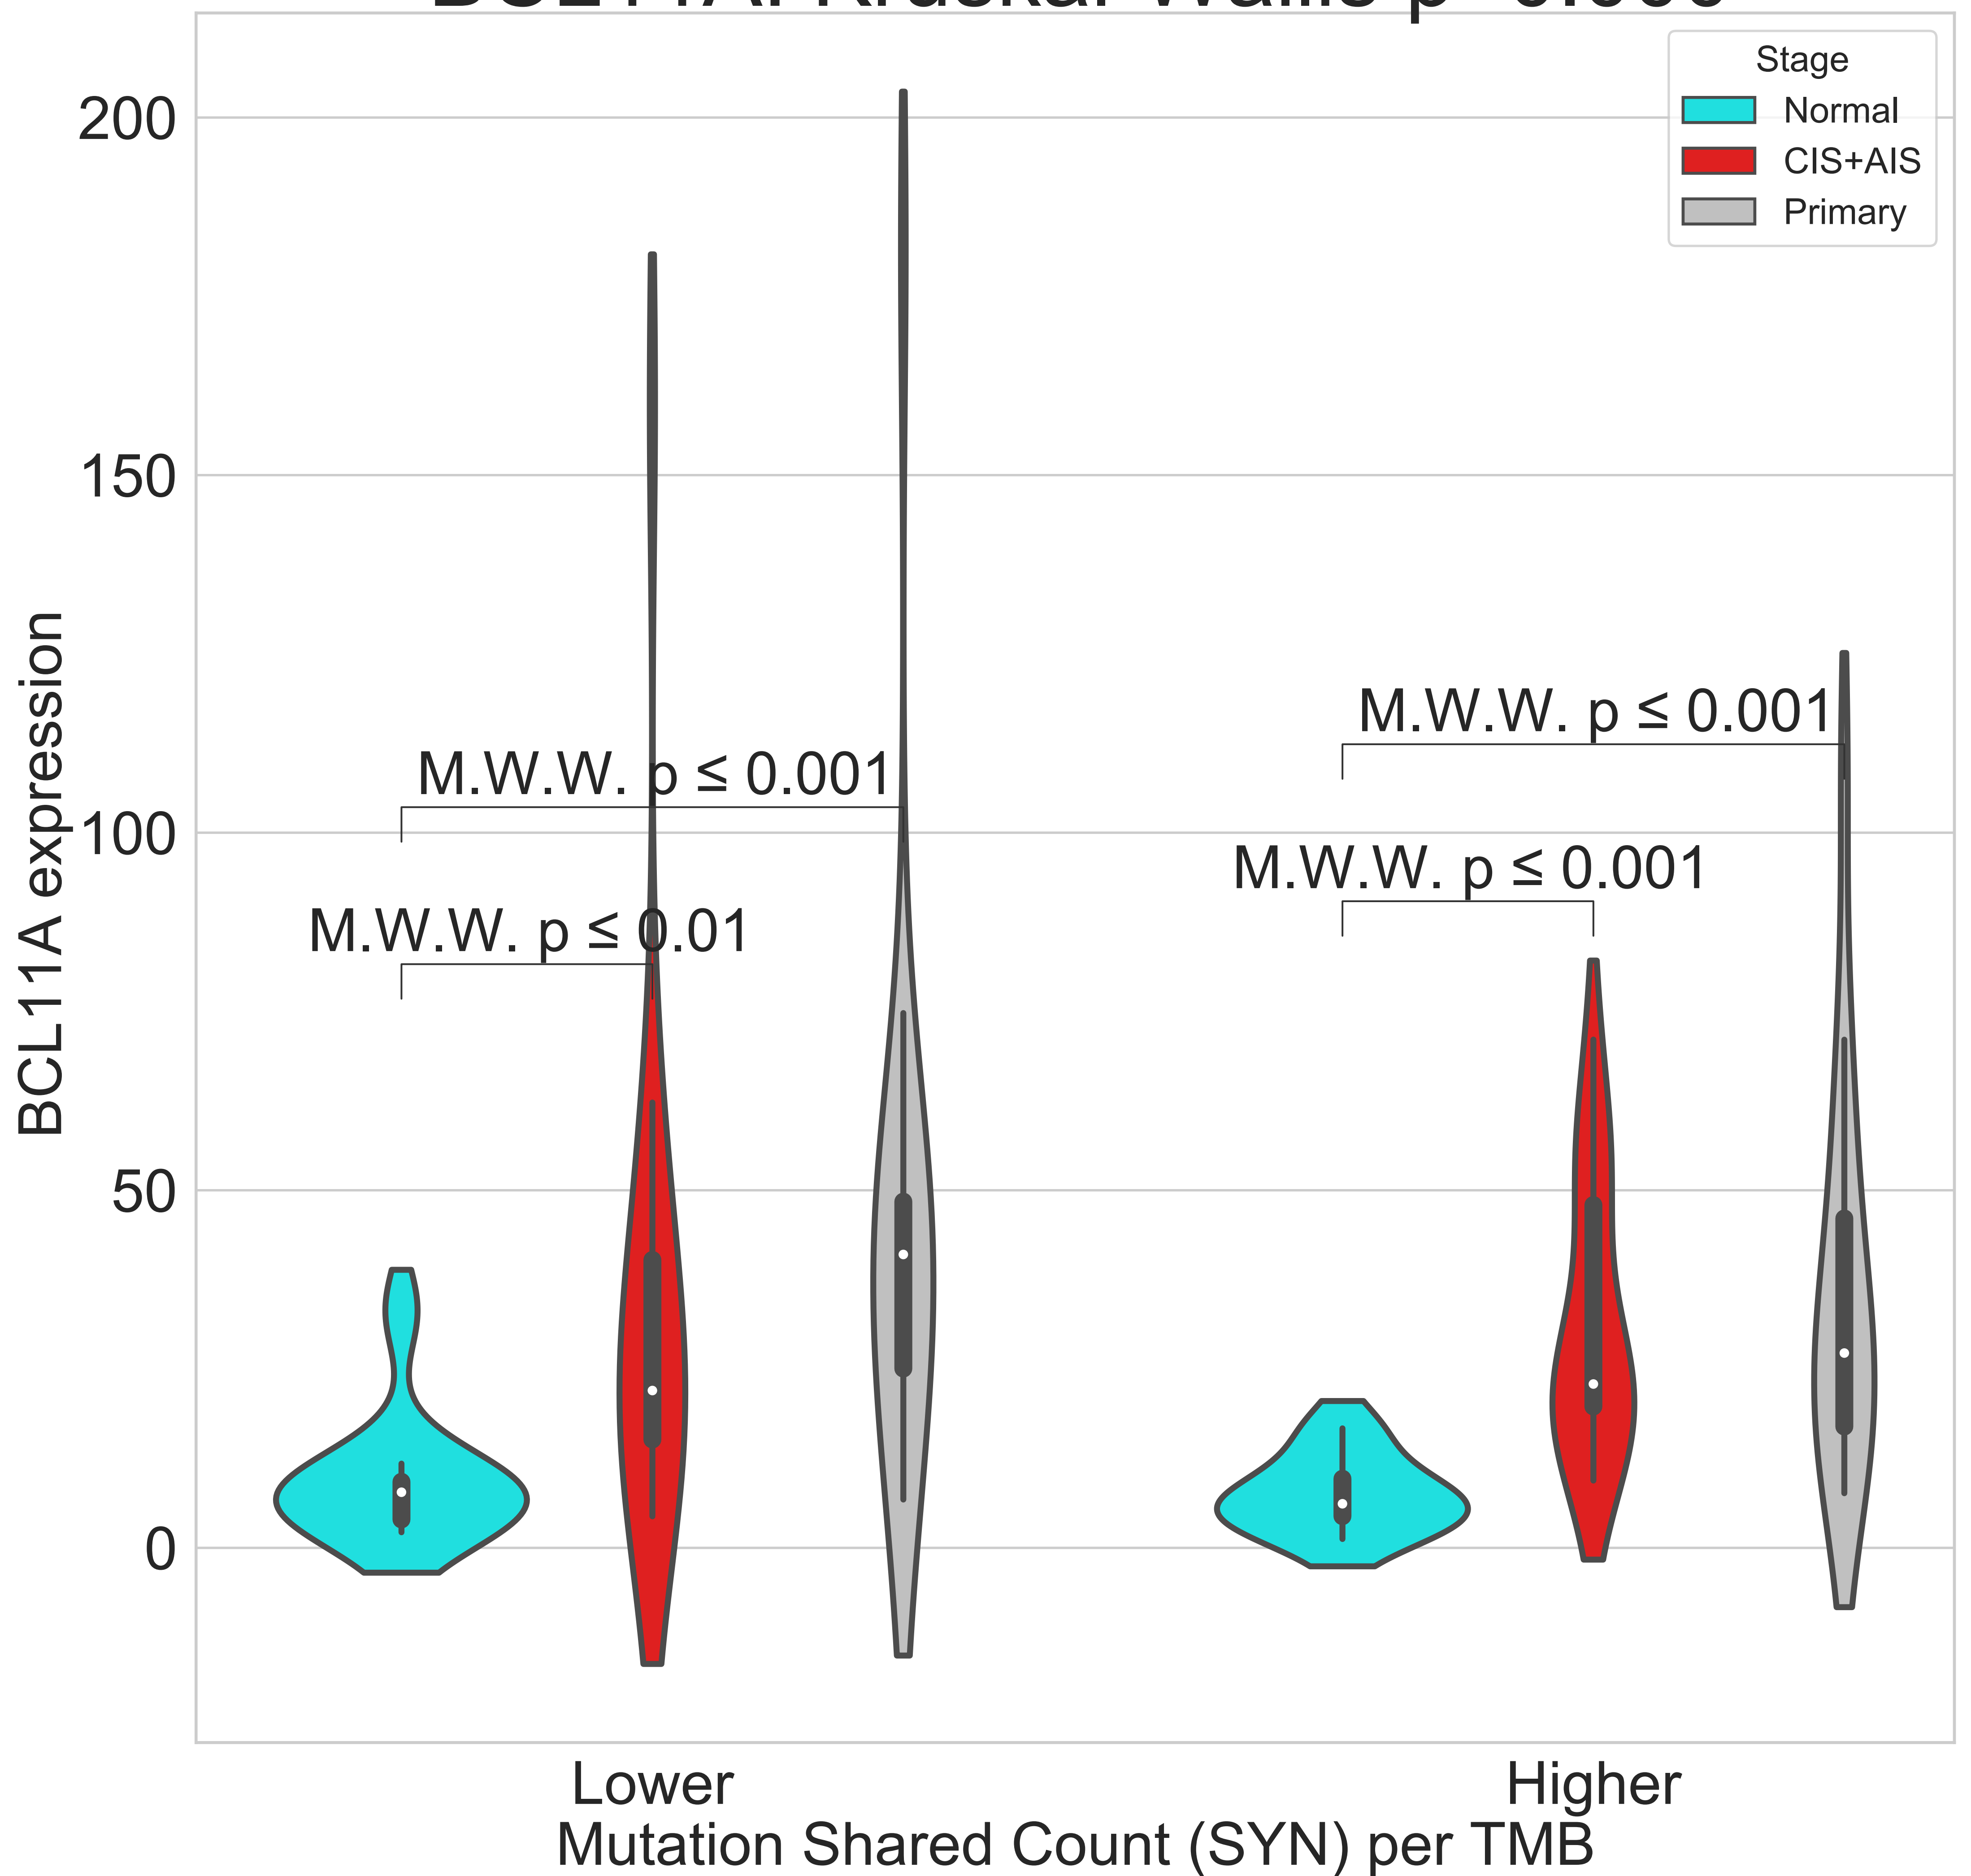 Stage
Normal
CIS+AIS
Primary
200
150
100
50
0
BCL11A expression
M.W.W. p ≤ 0.001
M.W.W. p ≤ 0.001
M.W.W. p ≤ 0.001
M.W.W. p ≤ 0.01
Lower
Higher
Mutation Shared Count (SYN) per TMB